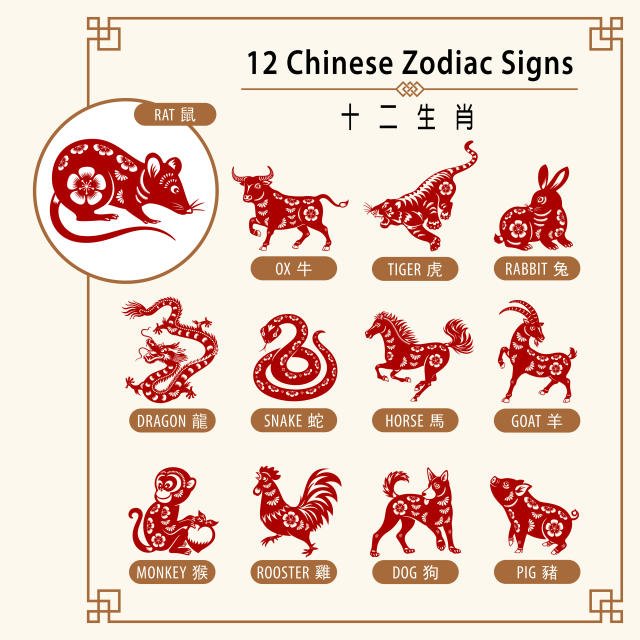 12 Chinese Zodiac Signs
十二生肖
RAT 鼠
OX 牛
TIGER 虎
RABBIT 兔
DRAGON 龍
SNAKE 蛇
HORSE 馬
GOAT 羊
MONKEY 猴
ROOSTER 雞
DOG 狗
PIG 豬